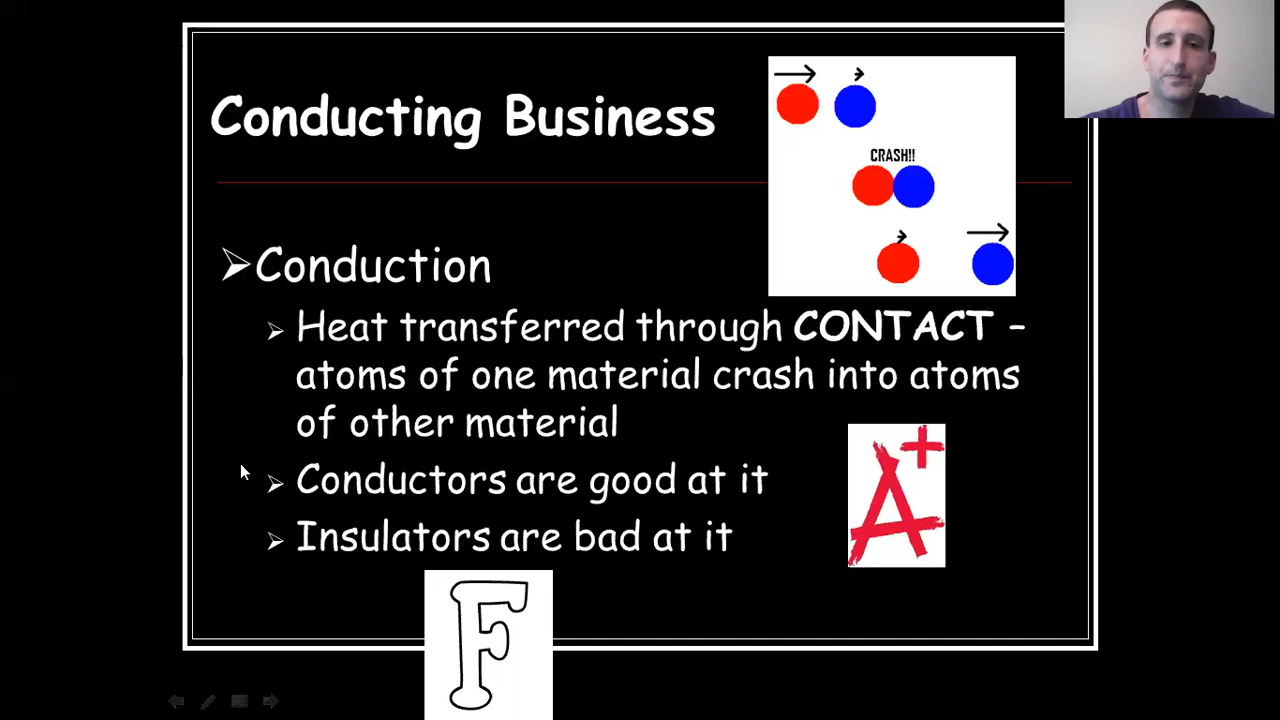 Conducting Business
CRASH!!
Conduction
Heat transferred through CONTACT –
atoms of one material crash into atoms
of other material
Conductors are good at it
A+
Insulators are bad at it
F